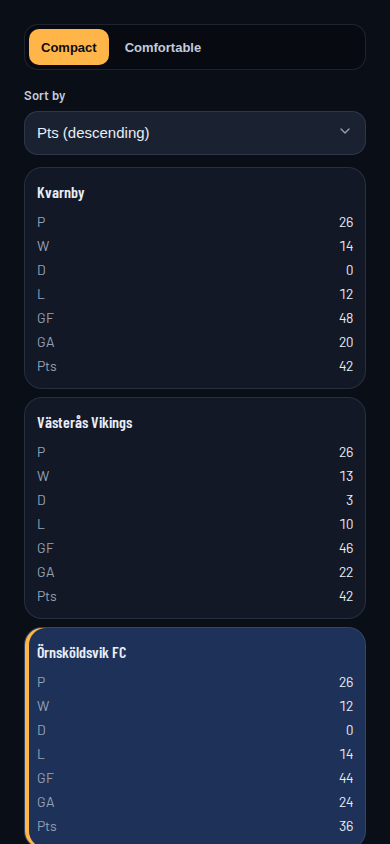 Compact Comfortable
Sort by
Pts (descending)
Kvarnby
P 26
W 14
D 0
L 12
GF 48
GA 20
Pts 42
Västerås Vikings
P 26
W 13
D 3
L 10
GF 46
GA 22
Pts 42
Örnsköldsvik FC
P 26
W 12
D 0
L 14
GF 44
GA 24
Pts 36